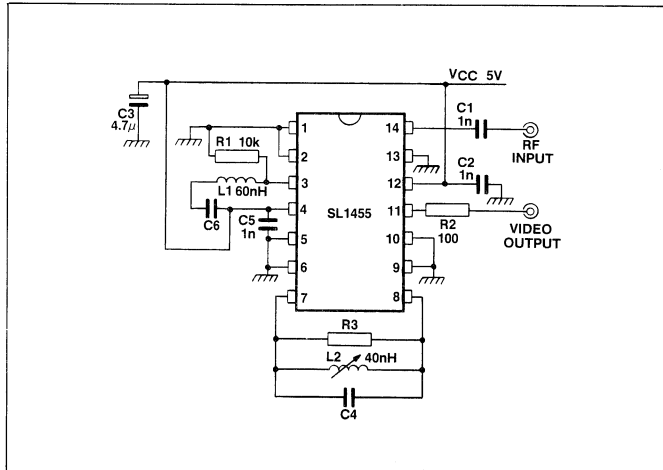 VCC 5V
C3
4.7µ
C1
1n
RF
INPUT
R1 10k
L1 60nH
C6
C5
1n
SL1455
C2
1n
R2
100
VIDEO
OUTPUT
1
2
3
4
5
6
7
14
13
12
11
10
9
8
R3
L2
40nH
C4